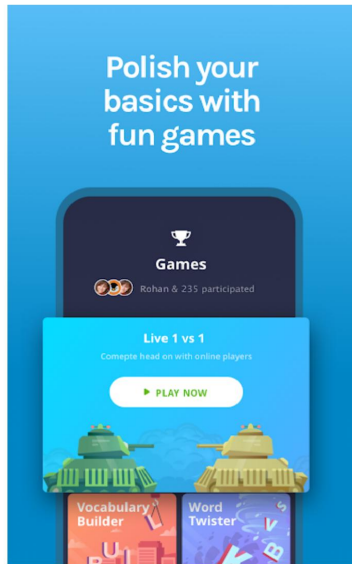 Polish your
basics with
fun games
Games
Rohan & 235 participated
Live 1 vs 1
Comepte head on with online players
PLAY NOW
Vocabulary
Builder
Word
Twister